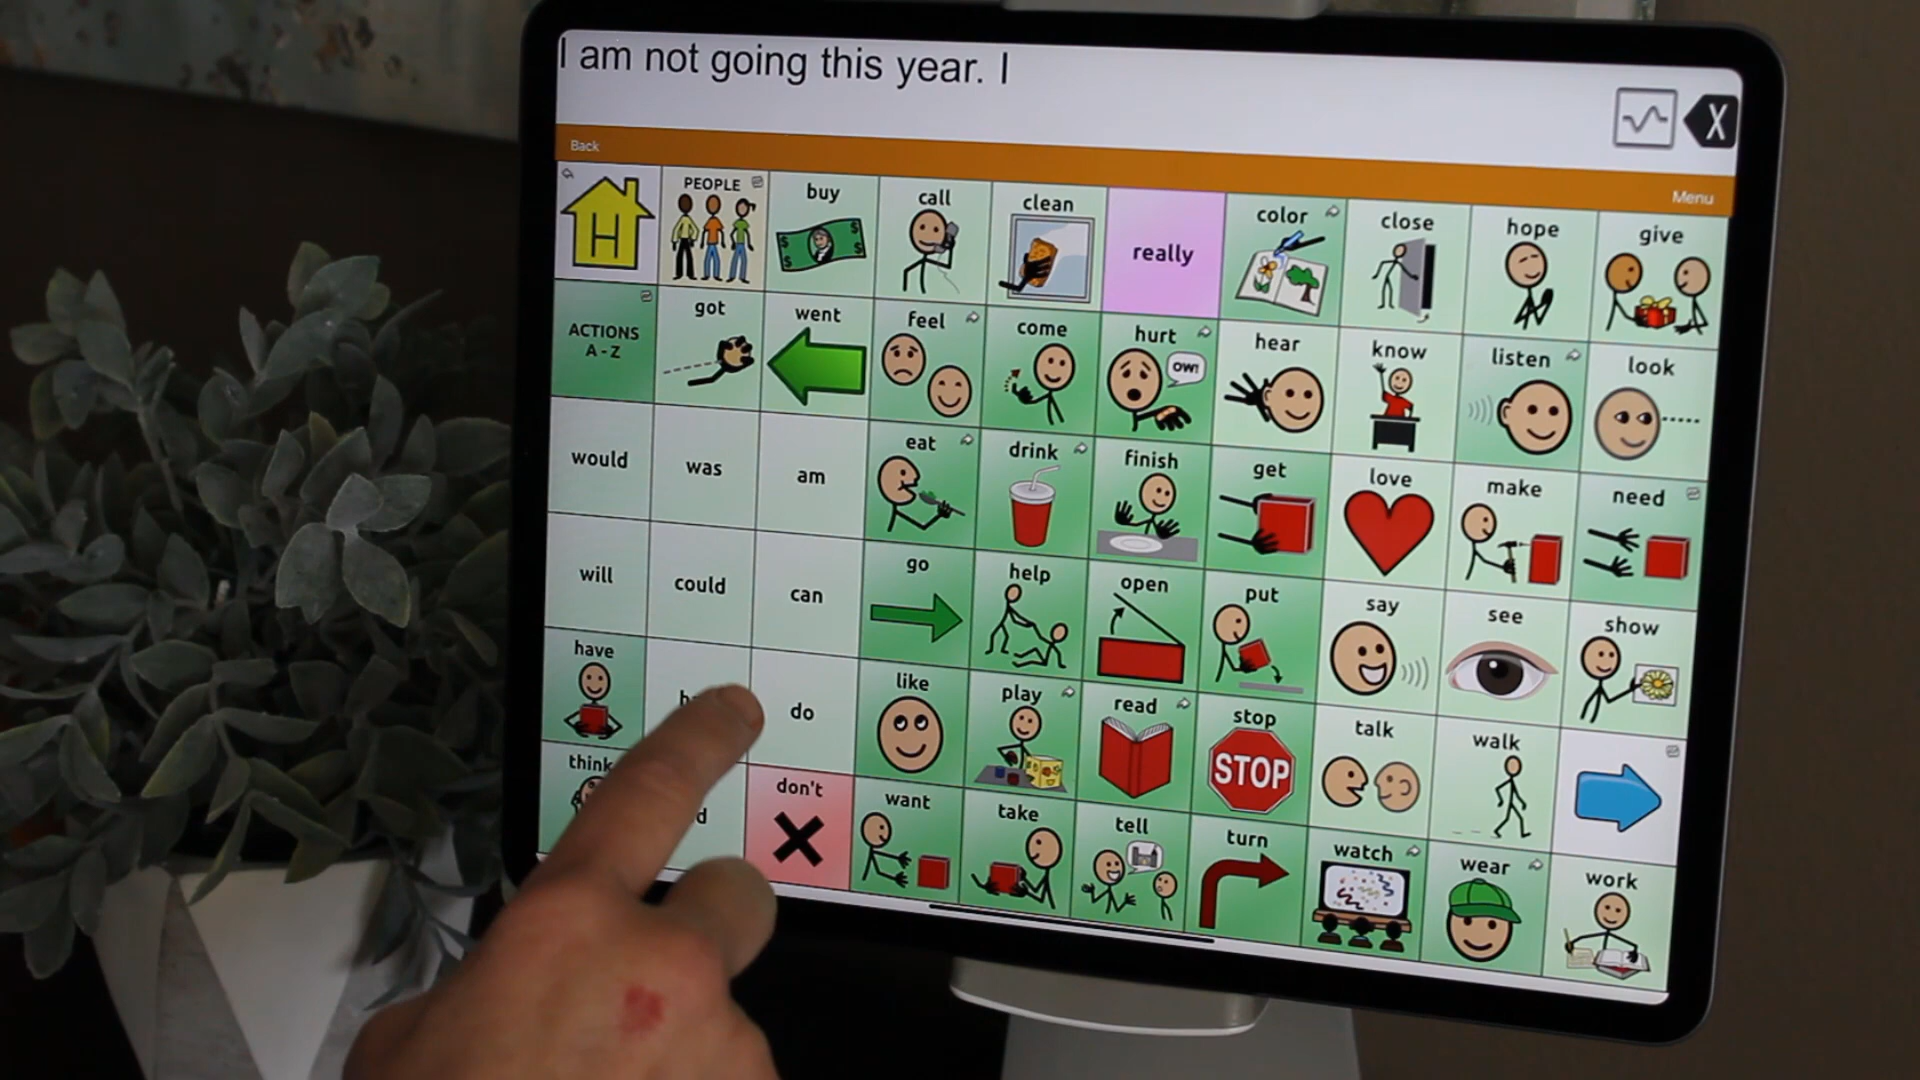 I am not going this year. I
X
Back
Menu
H
PEOPLE
buy
call
clean
really
color
close
hope
give
ACTIONS
A - Z
got
went
feel
come
hurt
OW!
hear
know
listen
look
would
was
am
eat
drink
finish
get
love
make
need
will
could
can
go
help
open
put
say
see
show
have
do
like
play
read
stop
STOP
talk
walk
think
don't
want
take
tell
turn
watch
wear
work